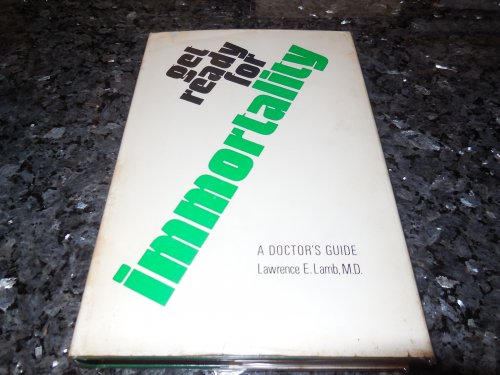 get
ready
for
immortality
A DOCTOR'S GUIDE
Lawrence E. Lamb, M.D.